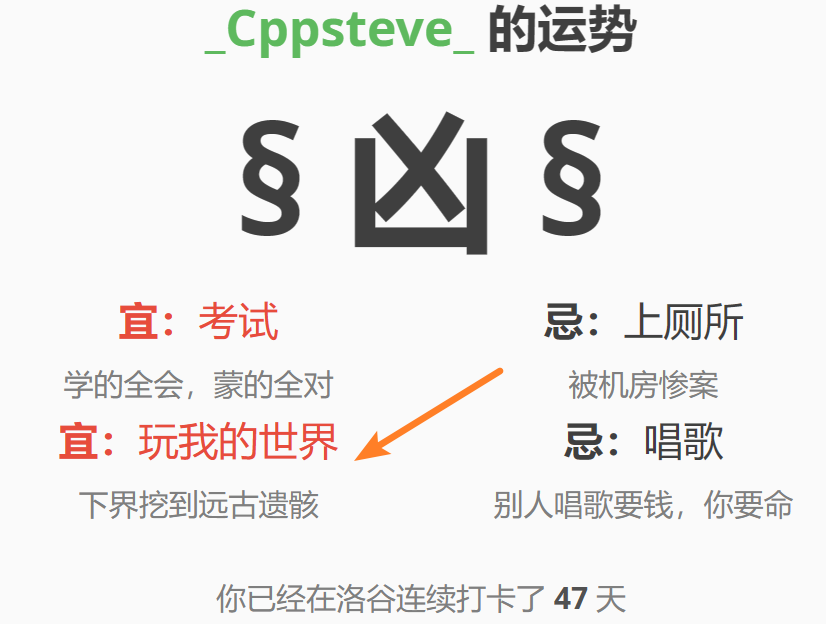 _Cppsteve_ 的运势
§ 凶 §
宜：考试
学的全会，蒙的全对
忌：上厕所
被机房惨案
宜：玩我的世界
下界挖到远古遗骸
忌：唱歌
别人唱歌要钱，你要命
你已经在洛谷连续打卡了 47 天